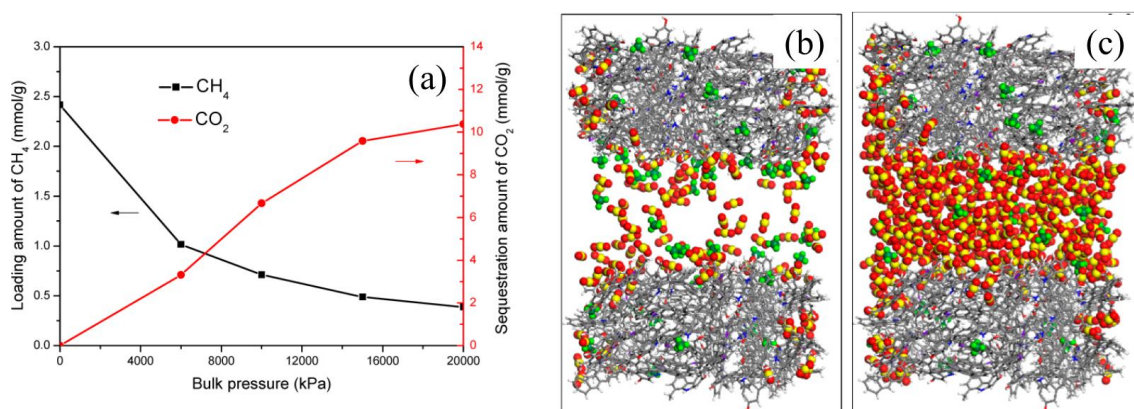 (a)
CH4
CO2
Loading amount of CH4 (mmol/g)
3.0
2.5
2.0
1.5
1.0
0.5
0.0
Sequestration amount of CO2 (mmol/g)
14
12
10
8
6
4
2
0
0 4000 8000 12000 16000 20000
Bulk pressure (kPa)
(b)
(c)